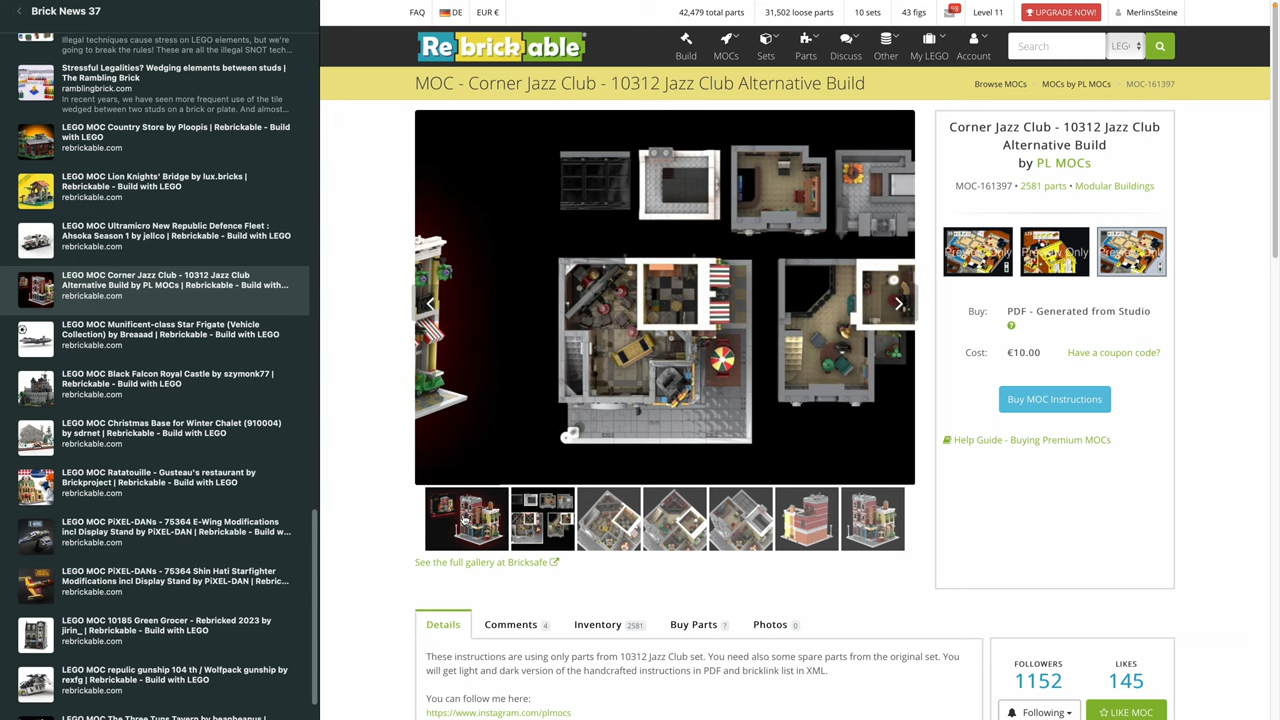 Brick News 37
Illegal techniques cause stress on LEGO elements, but we're
going to break the rules! These are all the illegal SNOT tech...
Stressful Legalities? Wedging elements between studs |
The Rambling Brick
ramblingbrick.com
In recent years, we have seen more frequent use of the tile
wedged between two studs on a brick or plate. And almost...
LEGO MOC Country Store by Ploopis | Rebrickable - Build
with LEGO
rebrickable.com
LEGO MOC Lion Knights' Bridge by lux.bricks |
Rebrickable - Build with LEGO
rebrickable.com
LEGO MOC Ultramicro New Republic Defence Fleet :
Ahsoka Season 1 by jellco | Rebrickable - Build with LEGO
rebrickable.com
LEGO MOC Corner Jazz Club - 10312 Jazz Club
Alternative Build by PL MOCs | Rebrickable - Build with...
rebrickable.com
LEGO MOC Munificent-class Star Frigate (Vehicle
Collection) by Breaaad | Rebrickable - Build with LEGO
rebrickable.com
LEGO MOC Black Falcon Royal Castle by szymonk77 |
Rebrickable - Build with LEGO
rebrickable.com
LEGO MOC Christmas Base for Winter Chalet (910004)
by sdrnet | Rebrickable - Build with LEGO
rebrickable.com
LEGO MOC Ratatouille - Gusteau's restaurant by
Brickproject | Rebrickable - Build with LEGO
rebrickable.com
LEGO MOC PiXEL-DANs - 75364 E-Wing Modifications
incl Display Stand by PiXEL-DAN | Rebrickable - Build w...
rebrickable.com
LEGO MOC PiXEL-DANs - 75364 Shin Hati Starfighter
Modifications incl Display Stand by PiXEL-DAN | Rebric...
rebrickable.com
LEGO MOC 10185 Green Grocer - Rebricked 2023 by
jirin_ | Rebrickable - Build with LEGO
rebrickable.com
LEGO MOC repulic gunship 104 th / Wolfpack gunship by
rexfg | Rebrickable - Build with LEGO
rebrickable.com
LEGO MOC The Three Tuns Tavern by beanbeanus |
FAQ DE EUR € 42,479 total parts 31,502 loose parts 10 sets 43 figs 98 Level 11 UPGRADE NOW! MerlinsSteine
Rebrickable Build MOCs Sets Parts Discuss Other My LEGO Account Search LEGO
MOC - Corner Jazz Club - 10312 Jazz Club Alternative Build Browse MOCs MOCs by PL MOCs MOC-161397
Corner Jazz Club - 10312 Jazz Club
Alternative Build
by PL MOCs
MOC-161397 • 2581 parts • Modular Buildings
Preview Only Preview Only Preview Only
Buy: PDF - Generated from Studio
Cost: €10.00 Have a coupon code?
Buy MOC Instructions
Help Guide - Buying Premium MOCs
See the full gallery at Bricksafe
Details Comments 4 Inventory 2581 Buy Parts ? Photos 0
These instructions are using only parts from 10312 Jazz Club set. You need also some spare parts from the original set. You
will get light and dark version of the handcrafted instructions in PDF and bricklink list in XML.
You can follow me here:
https://www.instagram.com/plmocs
FOLLOWERS LIKES
1152 145
Following LIKE MOC